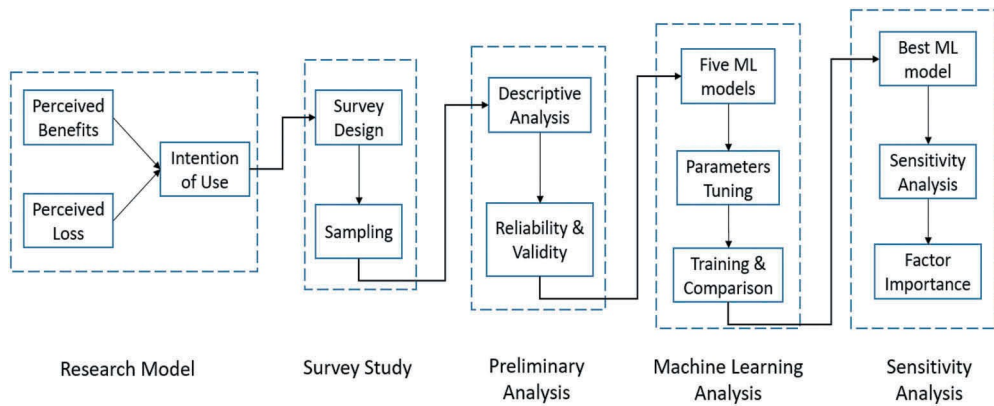 Perceived
Benefits
Perceived
Loss
Intention
of Use
Survey
Design
Sampling
Descriptive
Analysis
Reliability &
Validity
Five ML
models
Parameters
Tuning
Training &
Comparison
Best ML
model
Sensitivity
Analysis
Factor
Importance
Research Model
Survey Study
Preliminary
Analysis
Machine Learning
Analysis
Sensitivity
Analysis